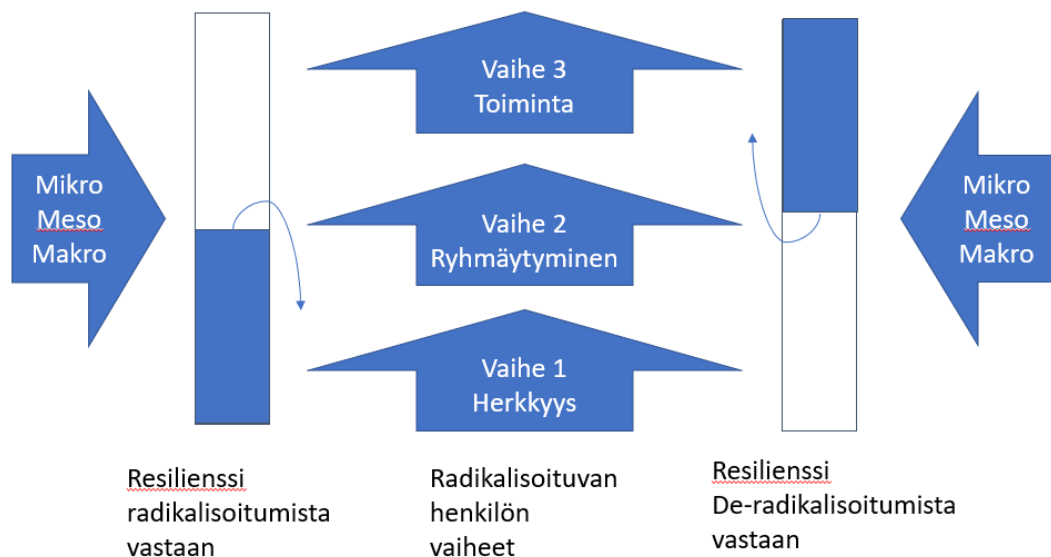 Vaihe 3
Toiminta
Mikro
Meso
Makro
Vaihe 2
Ryhmäytyminen
Mikro
Meso
Makro
Vaihe 1
Herkkyys
Resilienssi
radikalisoitumista
vastaan
Radikalisoituvan
henkilön
vaiheet
Resilienssi
De-radikalisoitumista
vastaan